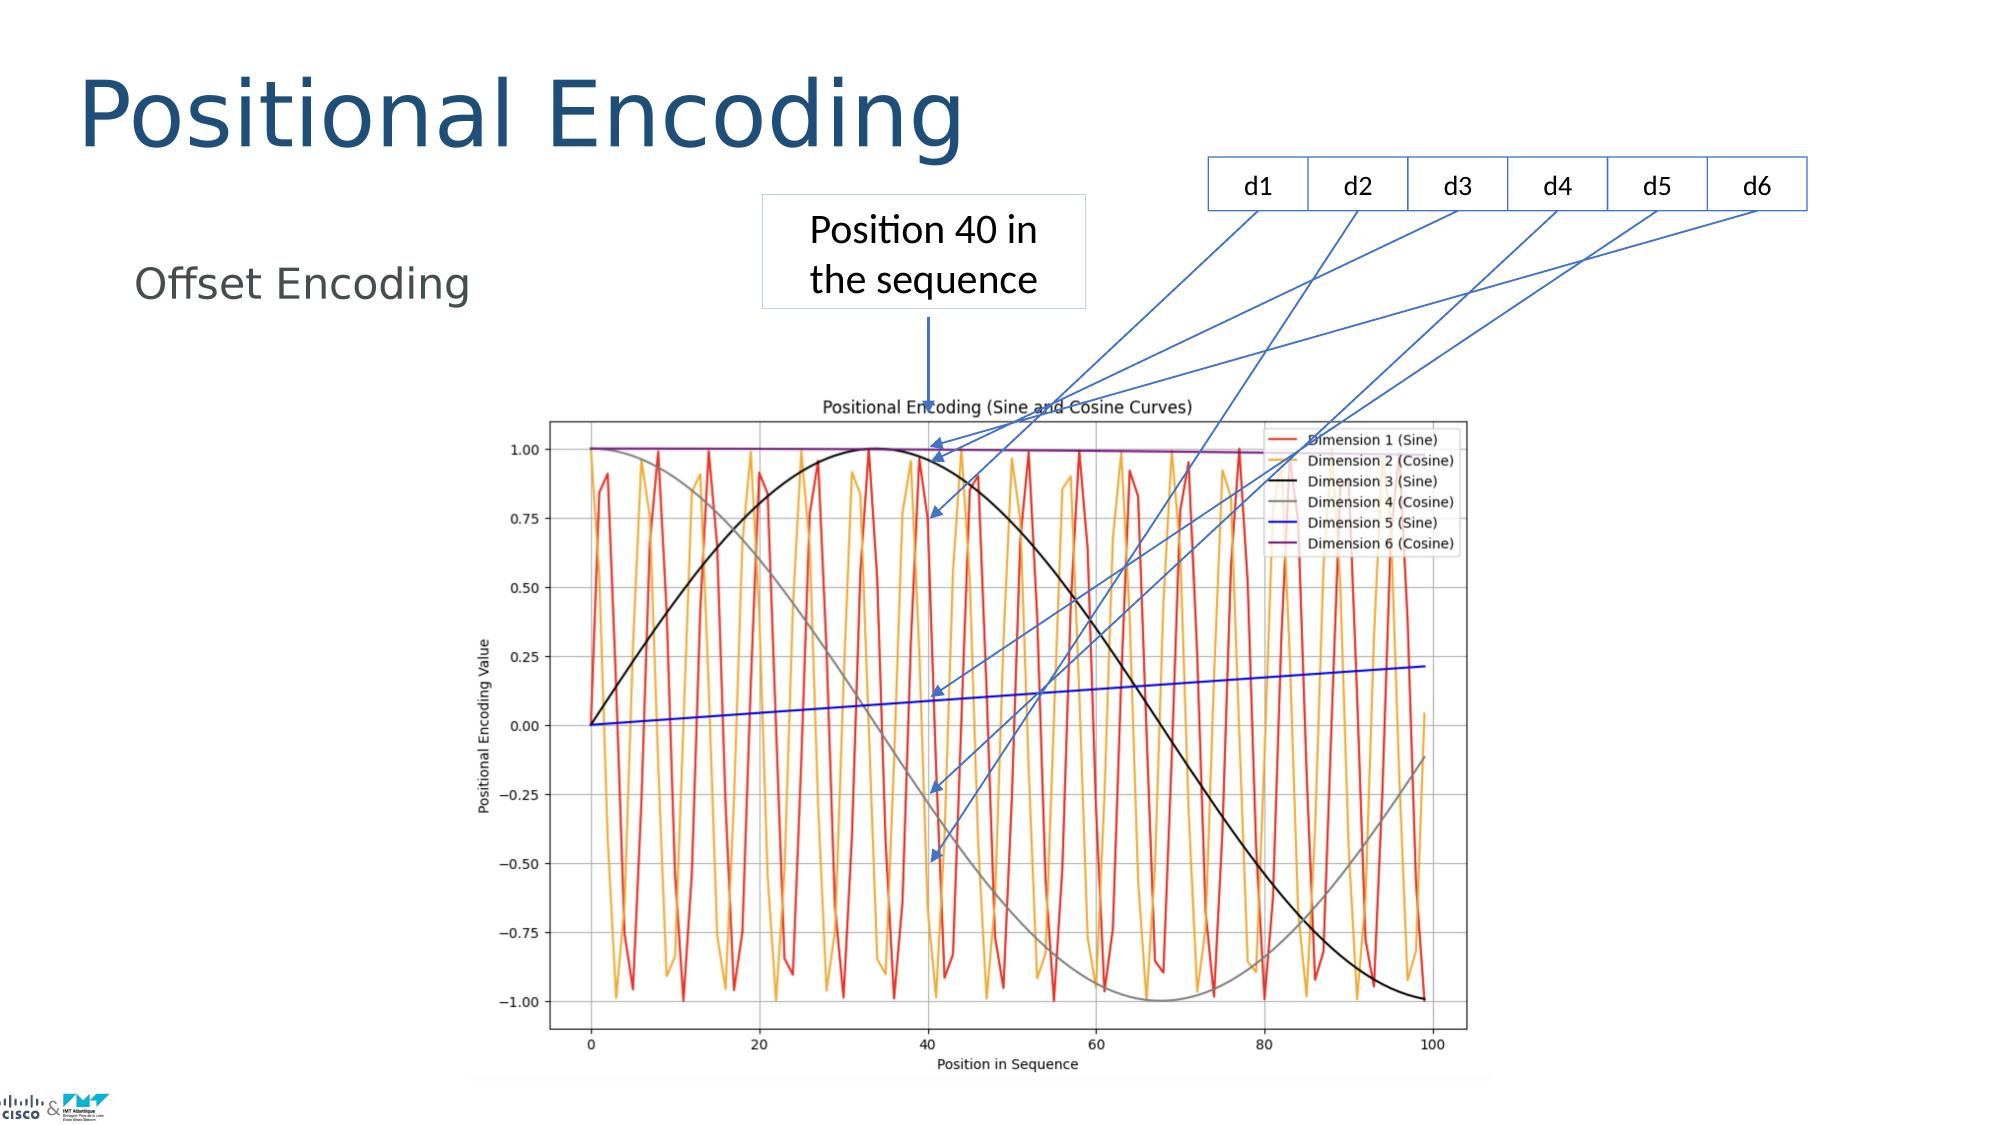 Positional Encoding
d1 d2 d3 d4 d5 d6
Position 40 in
the sequence
Offset Encoding
Positional Encoding (Sine and Cosine Curves)
Dimension 1 (Sine)
Dimension 2 (Cosine)
Dimension 3 (Sine)
Dimension 4 (Cosine)
Dimension 5 (Sine)
Dimension 6 (Cosine)
1.00
0.75
0.50
0.25
0.00
−0.25
−0.50
−0.75
−1.00
Positional Encoding Value
0 20 40 60 80 100
Position in Sequence
CISCO & IMT Atlantique